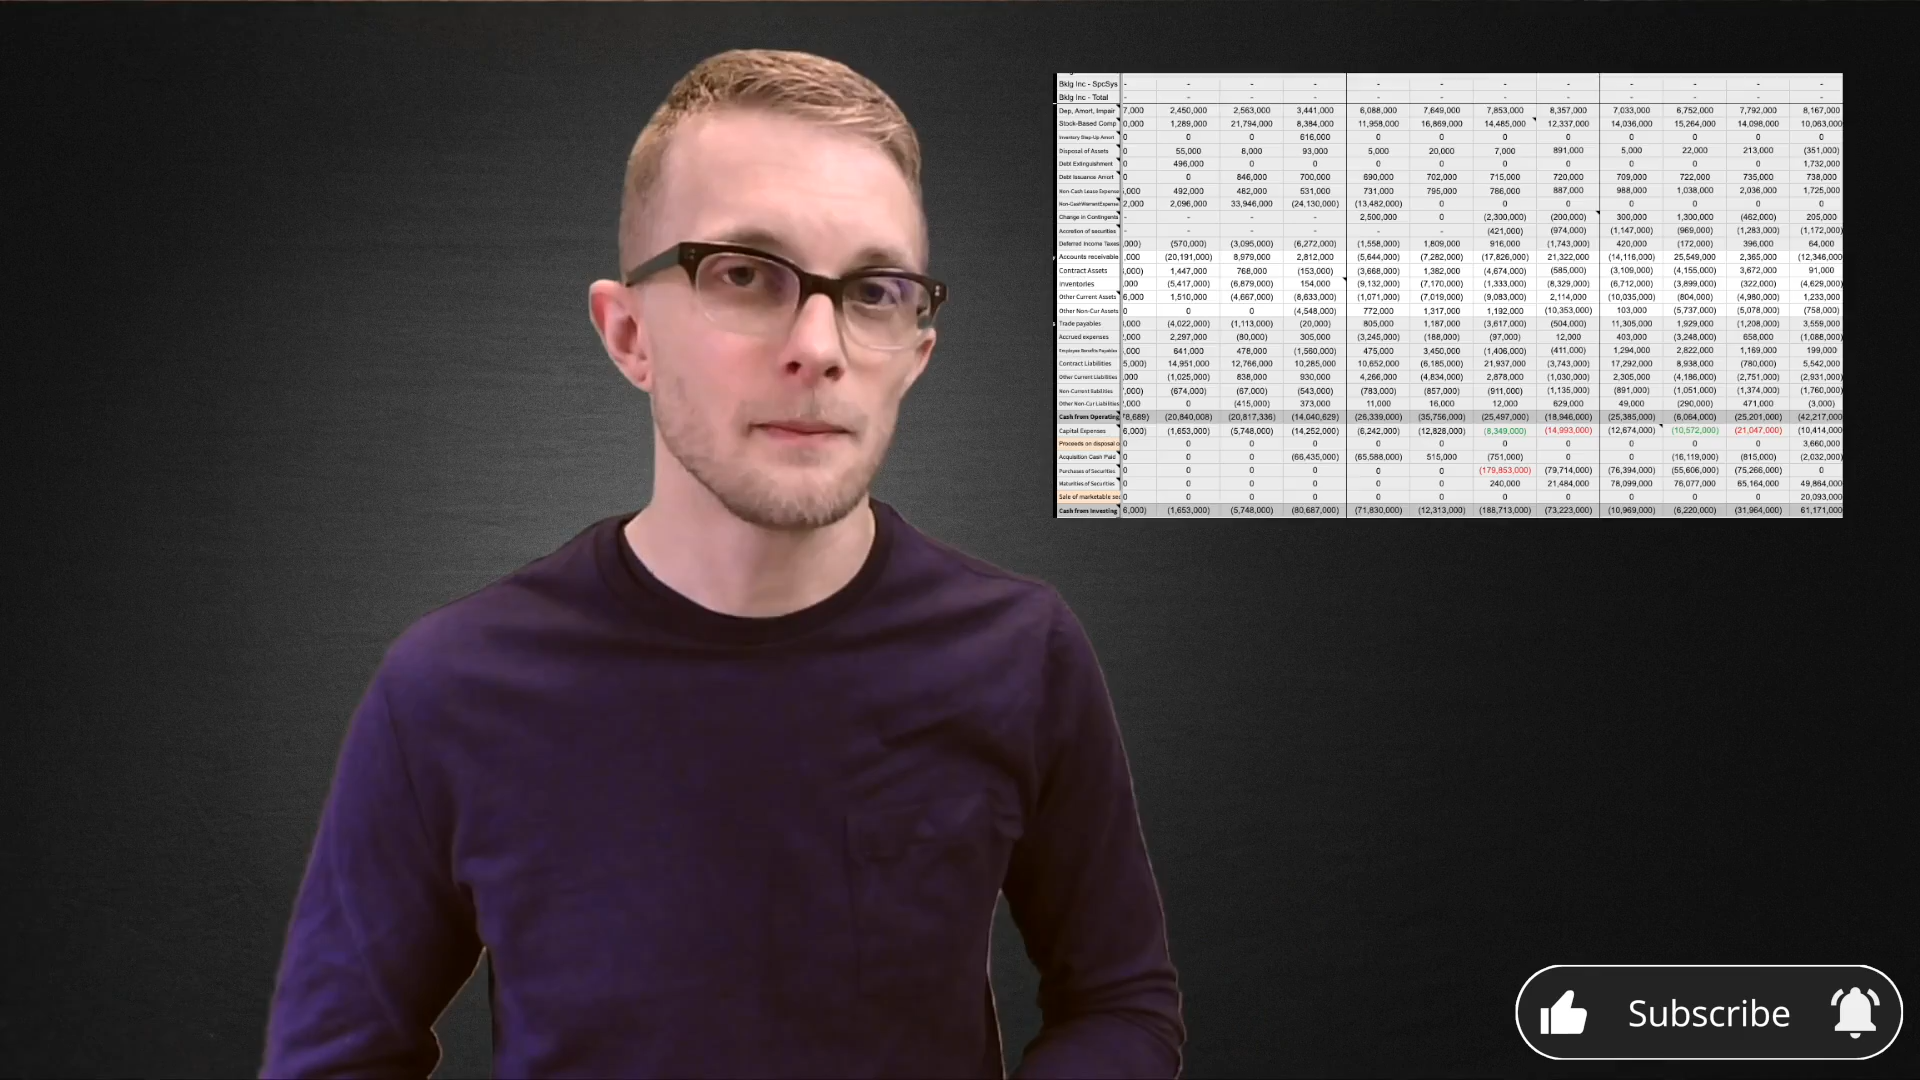 Bklg Inc - SpcSys - - - - - - - - - - - -
Bklg Inc - Total - - - - - - - - - - - -
Dep, Amort, Impair 7,000 2,450,000 2,563,000 3,441,000 6,088,000 7,649,000 7,853,000 8,357,000 7,033,000 6,752,000 7,792,000 8,167,000
Stock-Based Comp 0,000 1,289,000 21,794,000 8,384,000 11,958,000 16,869,000 14,485,000 12,337,000 14,036,000 15,264,000 14,098,000 10,063,000
Inventory Step-Up Amort 0 0 0 616,000 0 0 0 0 0 0 0 0
Disposal of Assets 0 55,000 8,000 93,000 5,000 20,000 7,000 891,000 5,000 22,000 213,000 (351,000)
Debt Extinguishment 0 496,000 0 0 0 0 0 0 0 0 0 1,732,000
Debt Issuance Amort 0 0 846,000 700,000 690,000 702,000 715,000 720,000 709,000 722,000 735,000 738,000
Non-Cash Lease Expense ,000 492,000 482,000 531,000 731,000 795,000 786,000 887,000 988,000 1,038,000 2,036,000 1,725,000
Non-CashWarrantExpense 2,000 2,096,000 33,946,000 (24,130,000) (13,482,000) 0 0 0 0 0 0 0
Change in Contingents - - - - 2,500,000 0 (2,300,000) (200,000) 300,000 1,300,000 (462,000) 205,000
Accretion of securities - - - - - - (421,000) (974,000) (1,147,000) (969,000) (1,283,000) (1,172,000)
Deferred Income Taxes ,000) (570,000) (3,095,000) (6,272,000) (1,558,000) 1,809,000 916,000 (1,743,000) 420,000 (172,000) 396,000 64,000
Accounts receivable ,000 (20,191,000) 8,979,000 2,812,000 (5,644,000) (7,282,000) (17,826,000) 21,322,000 (14,116,000) 25,549,000 2,365,000 (12,346,000
Contract Assets ,000) 1,447,000 768,000 (153,000) (3,668,000) 1,382,000 (4,674,000) (585,000) (3,109,000) (4,155,000) 3,672,000 91,000
Inventories ,000 (5,417,000) (6,879,000) 154,000 (9,132,000) (7,170,000) (1,333,000) (8,329,000) (6,712,000) (3,899,000) (322,000) (4,629,000)
Other Current Assets 6,000 1,510,000 (4,667,000) (8,633,000) (1,071,000) (7,019,000) (9,083,000) 2,114,000 (10,035,000) (804,000) (4,980,000) 1,233,000
Other Non-Cur Assets 0 0 0 (4,548,000) 772,000 1,317,000 1,192,000 (10,353,000) 103,000 (5,737,000) (5,078,000) (758,000)
Trade payables ,000 (4,022,000) (1,113,000) (20,000) 805,000 1,187,000 (3,617,000) (504,000) 11,305,000 1,929,000 (1,208,000) 3,559,000
Accrued expenses ,000 2,297,000 (80,000) 305,000 (3,245,000) (188,000) (97,000) 12,000 403,000 (3,248,000) 658,000 (1,088,000)
Employee Benefits Payables ,000 641,000 478,000 (1,560,000) 475,000 3,450,000 (1,406,000) (411,000) 1,294,000 2,822,000 1,169,000 199,000
Contract Liabilities 5,000) 14,951,000 12,766,000 10,285,000 10,652,000 (6,185,000) 21,937,000 (3,743,000) 17,292,000 8,938,000 (780,000) 5,542,000
Other Current Liabilities ,000 (1,025,000) 838,000 930,000 4,266,000 (4,834,000) 2,878,000 (1,030,000) 2,305,000 (4,186,000) (2,751,000) (2,931,000)
Non-Current liabilities ,000) (674,000) (67,000) (543,000) (783,000) (857,000) (911,000) (1,135,000) (891,000) (1,051,000) (1,374,000) (1,760,000)
Other Non-Cur Liabilities ,000 0 (415,000) 373,000 11,000 16,000 12,000 629,000 49,000 (290,000) 471,000 (3,000)
Cash from Operating 78,689) (20,840,008) (20,817,336) (14,040,629) (26,339,000) (35,756,000) (25,497,000) (18,946,000) (25,385,000) (6,064,000) (25,201,000) (42,217,000
Capital Expenses 6,000) (1,653,000) (5,748,000) (14,252,000) (6,242,000) (12,828,000) (8,349,000) (14,993,000) (12,674,000) (10,572,000) (21,047,000) (10,414,000
Proceeds on disposal o 0 0 0 0 0 0 0 0 0 0 0 3,660,000
Acquisition Cash Paid 0 0 0 (66,435,000) (65,588,000) 515,000 (751,000) 0 0 (16,119,000) (815,000) (2,032,000)
Purchases of Securities 0 0 0 0 0 0 (179,853,000) (79,714,000) (76,394,000) (55,606,000) (75,266,000) 0
Maturities of Securities 0 0 0 0 0 0 240,000 21,484,000 78,099,000 76,077,000 65,164,000 49,864,000
Sale of marketable sec 0 0 0 0 0 0 0 0 0 0 0 20,093,000
Cash from Investing 6,000) (1,653,000) (5,748,000) (80,687,000) (71,830,000) (12,313,000) (188,713,000) (73,223,000) (10,969,000) (6,220,000) (31,964,000) 61,171,000
Subscribe